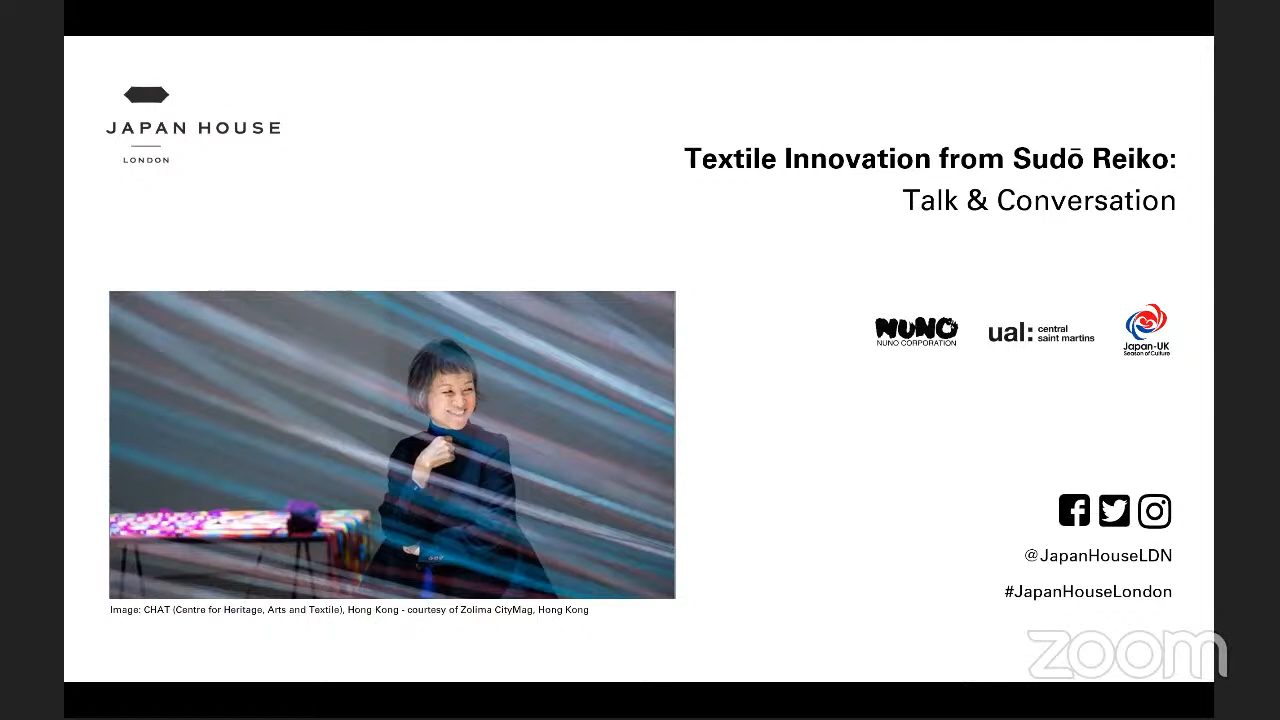 JAPAN HOUSE
LONDON
Textile Innovation from Sudō Reiko:
Talk & Conversation
NUNO
NUNO CORPORATION
ual: central
saint martins
Japan-UK
Season of Culture
Image: CHAT (Centre for Heritage, Arts and Textile), Hong Kong - courtesy of Zolima CityMag, Hong Kong
@JapanHouseLDN
#JapanHouseLondon
zoom